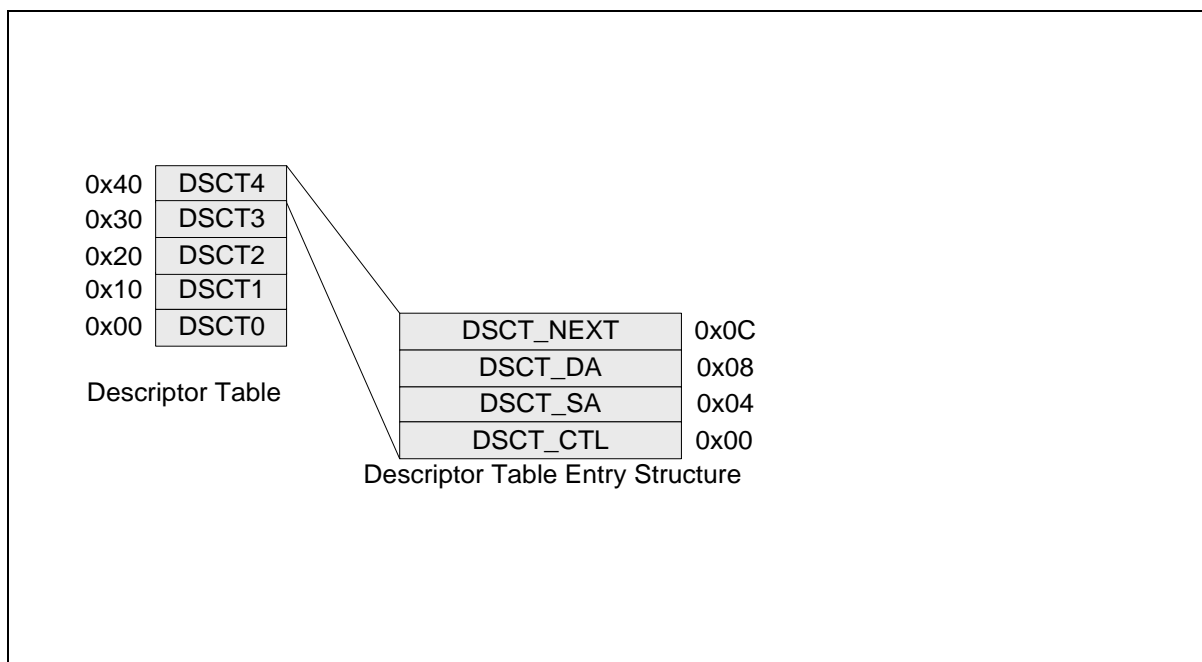 0x40 DSCT4
0x30 DSCT3
0x20 DSCT2
0x10 DSCT1
0x00 DSCT0
Descriptor Table
DSCT_NEXT 0x0C
DSCT_DA 0x08
DSCT_SA 0x04
DSCT_CTL 0x00
Descriptor Table Entry Structure